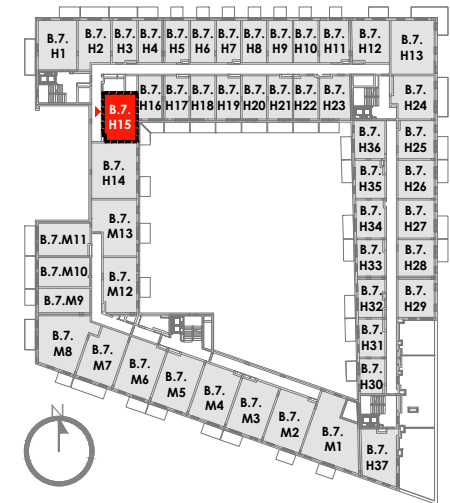 B.7.
H1
B.7.
H2
B.7.
H3
B.7.
H4
B.7.
H5
B.7.
H6
B.7.
H7
B.7.
H8
B.7.
H9
B.7.
H10
B.7.
H11
B.7.
H12
B.7.
H13
B.7.
H15
B.7.
H16
B.7.
H17
B.7.
H18
B.7.
H19
B.7.
H20
B.7.
H21
B.7.
H22
B.7.
H23
B.7.
H24
B.7.
H36
B.7.
H25
B.7.
H14
B.7.
H35
B.7.
H26
B.7.
M13
B.7.
H34
B.7.
H27
B.7.M11
B.7.
H33
B.7.
H28
B.7.M10
B.7.
M12
B.7.
H32
B.7.
H29
B.7.M9
B.7.
H31
B.7.
M8
B.7.
M7
B.7.
M6
B.7.
M5
B.7.
M4
B.7.
M3
B.7.
M2
B.7.
M1
B.7.
H30
B.7.
H37
N